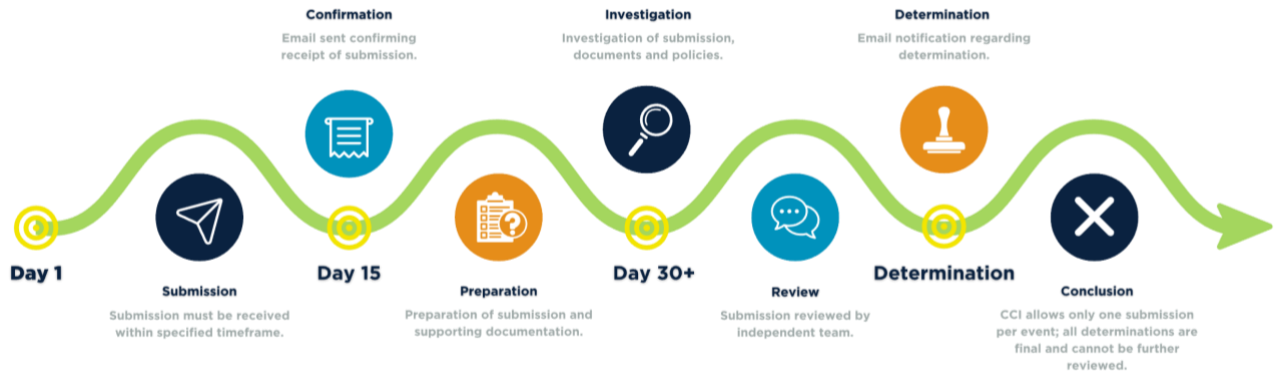 Confirmation
Email sent confirming
receipt of submission.
Investigation
Investigation of submission,
documents and policies.
Determination
Email notification regarding
determination.
?
Day 1
Day 15
Day 30+
Determination
Submission
Submission must be received
within specified timeframe.
Preparation
Preparation of submission and
supporting documentation.
Review
Submission reviewed by
independent team.
Conclusion
CCI allows only one submission
per event; all determinations are
final and cannot be further
reviewed.